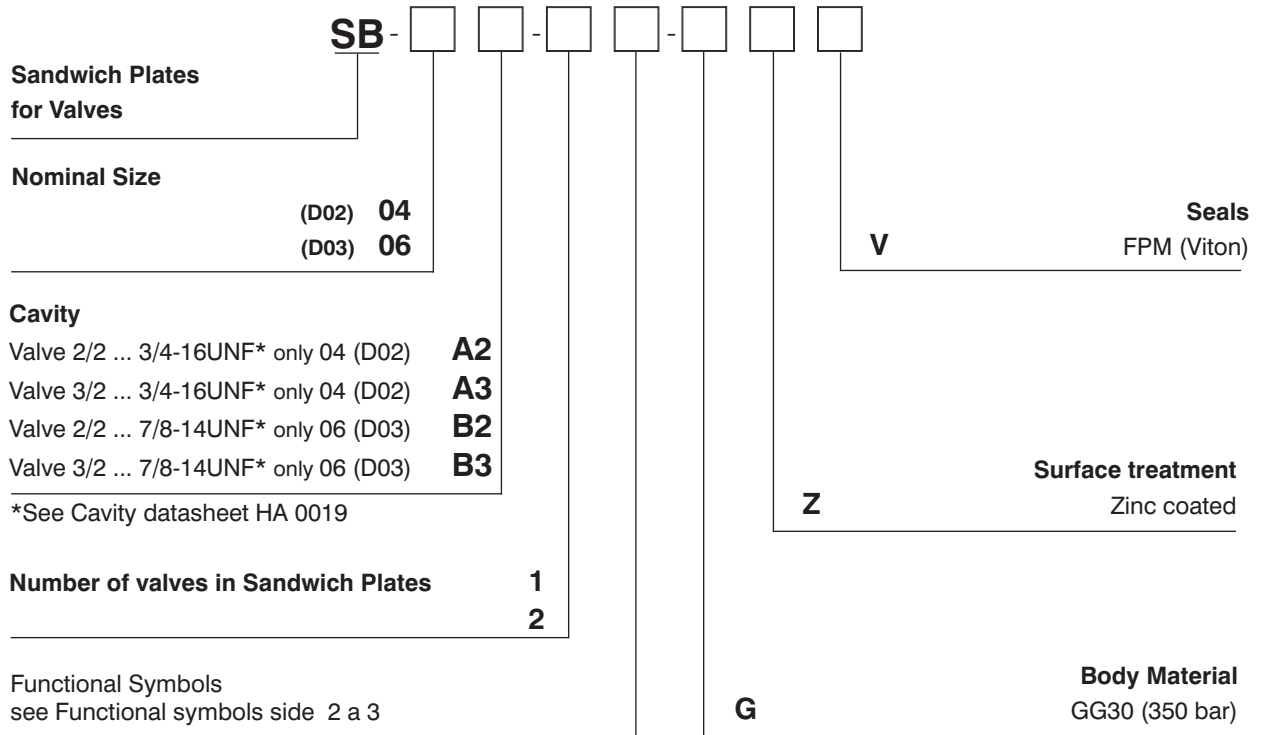 SB - - -
Sandwich Plates
for Valves
Nominal Size
(D02) 04
(D03) 06
Seals
V FPM (Viton)
Cavity
Valve 2/2 ... 3/4-16UNF* only 04 (D02) A2
Valve 3/2 ... 3/4-16UNF* only 04 (D02) A3
Valve 2/2 ... 7/8-14UNF* only 06 (D03) B2
Valve 3/2 ... 7/8-14UNF* only 06 (D03) B3
*See Cavity datasheet HA 0019
Surface treatment
Z Zinc coated
Number of valves in Sandwich Plates 1
2
Functional Symbols
see Functional symbols side 2 a 3
Body Material
G GG30 (350 bar)